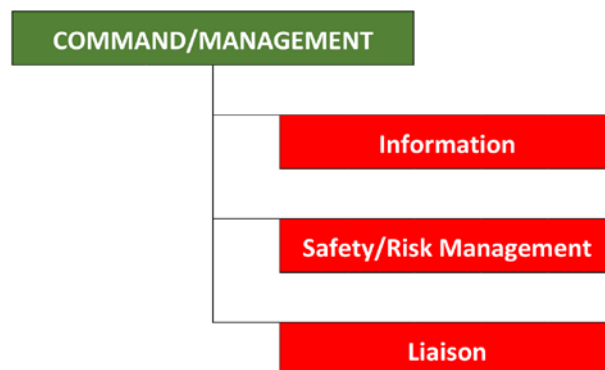 COMMAND/MANAGEMENT
Information
Safety/Risk Management
Liaison